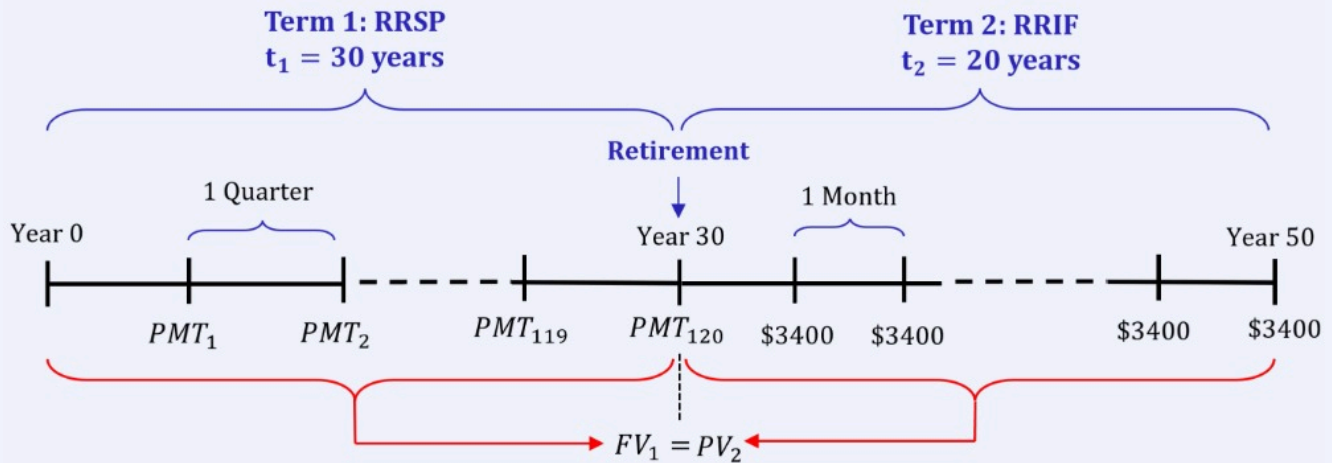 Term 1: RRSP
t₁ = 30 years
Term 2: RRIF
t₂ = 20 years
Retirement
1 Quarter
1 Month
Year 0
Year 30
Year 50
PMT₁
PMT₂
PMT₁₁₉
PMT₁₂₀
$3400
$3400
$3400
$3400
FV₁ = PV₂